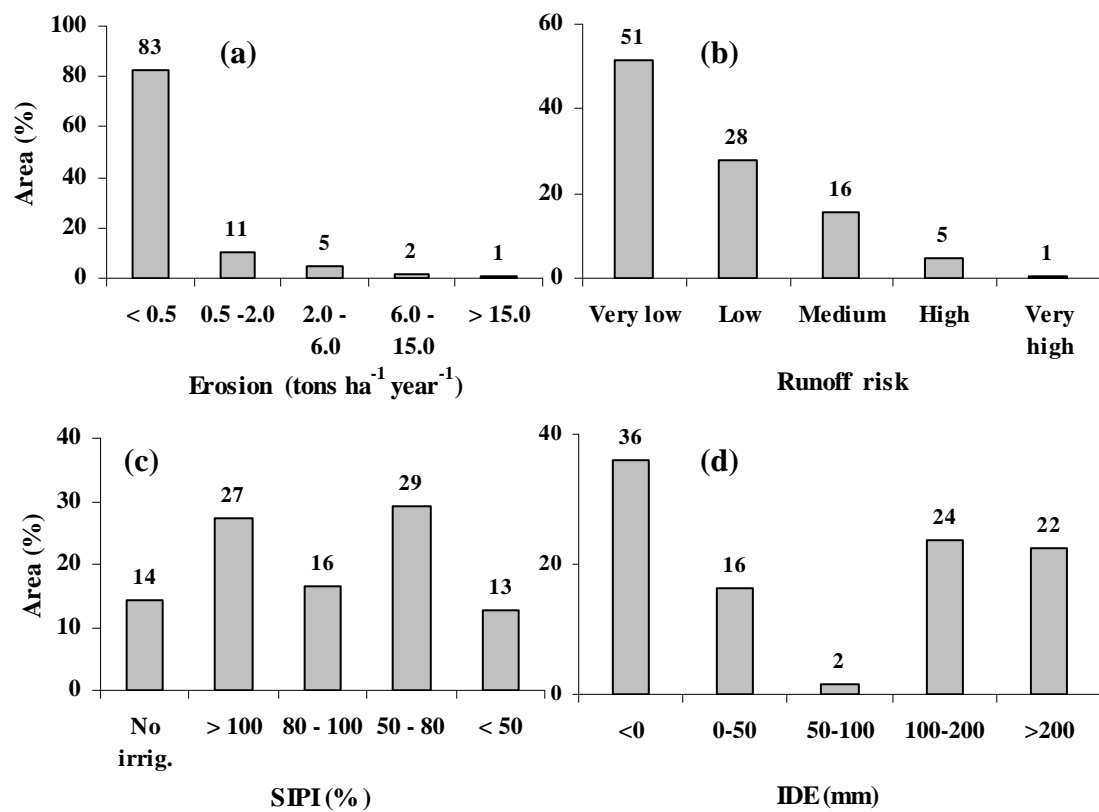 100
80
60
40
20
0
Area (%)
(a)
83
11
5
2
1
< 0.5
0.5 -2.0
2.0 -
6.0
6.0 -
15.0
> 15.0
Erosion (tons ha⁻¹ year⁻¹)
60
40
20
0
(b)
51
28
16
5
1
Very low
Low
Medium
High
Very
high
Runoff risk
40
30
20
10
0
Area (%)
(c)
14
27
16
29
13
No
irrig.
> 100
80 - 100
50 - 80
< 50
SIPI (%)
40
20
0
(d)
36
16
2
24
22
<0
0-50
50-100
100-200
>200
IDE (mm)